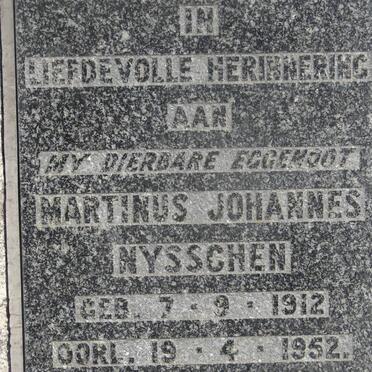 IN
LIEFDEVOLLE HERINNERING
AAN
MY DIERBARE EGGENOOT
MARTINUS JOHANNES
NYSSCHEN
GEB. 7 · 9 · 1912
OORL. 19 · 4 · 1952.